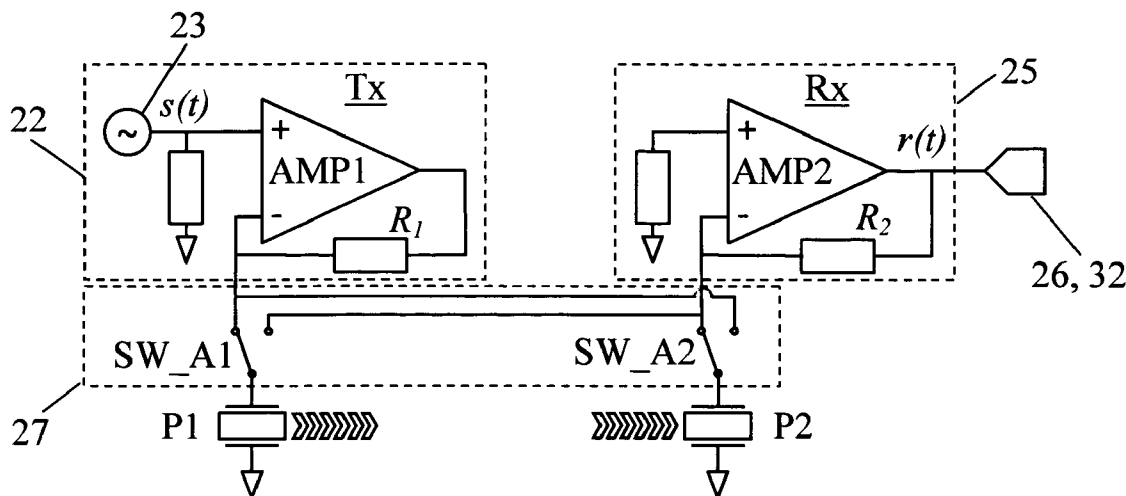 23
25
22
Tx
Rx
s(t)
r(t)
~
+
+
AMP1
AMP2
-
-
R1
R2
26, 32
SW_A1
SW_A2
27
P1
P2